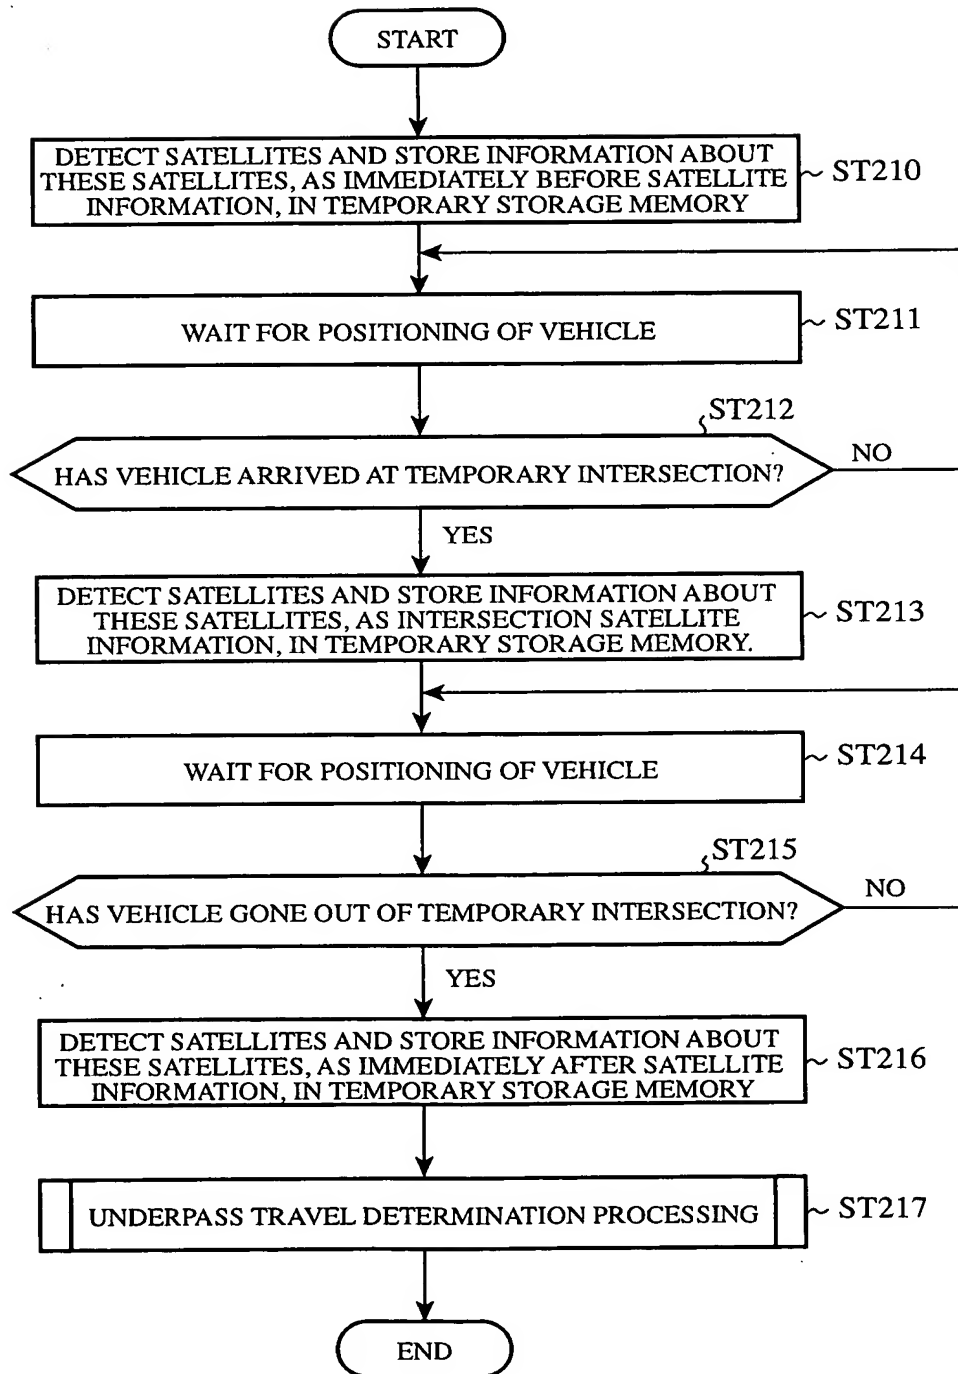 START
DETECT SATELLITES AND STORE INFORMATION ABOUT
THESE SATELLITES, AS IMMEDIATELY BEFORE SATELLITE
INFORMATION, IN TEMPORARY STORAGE MEMORY
ST210
WAIT FOR POSITIONING OF VEHICLE
ST211
ST212
HAS VEHICLE ARRIVED AT TEMPORARY INTERSECTION?
NO
YES
DETECT SATELLITES AND STORE INFORMATION ABOUT
THESE SATELLITES, AS INTERSECTION SATELLITE
INFORMATION, IN TEMPORARY STORAGE MEMORY.
ST213
WAIT FOR POSITIONING OF VEHICLE
ST214
ST215
HAS VEHICLE GONE OUT OF TEMPORARY INTERSECTION?
NO
YES
DETECT SATELLITES AND STORE INFORMATION ABOUT
THESE SATELLITES, AS IMMEDIATELY AFTER SATELLITE
INFORMATION, IN TEMPORARY STORAGE MEMORY
ST216
UNDERPASS TRAVEL DETERMINATION PROCESSING
ST217
END